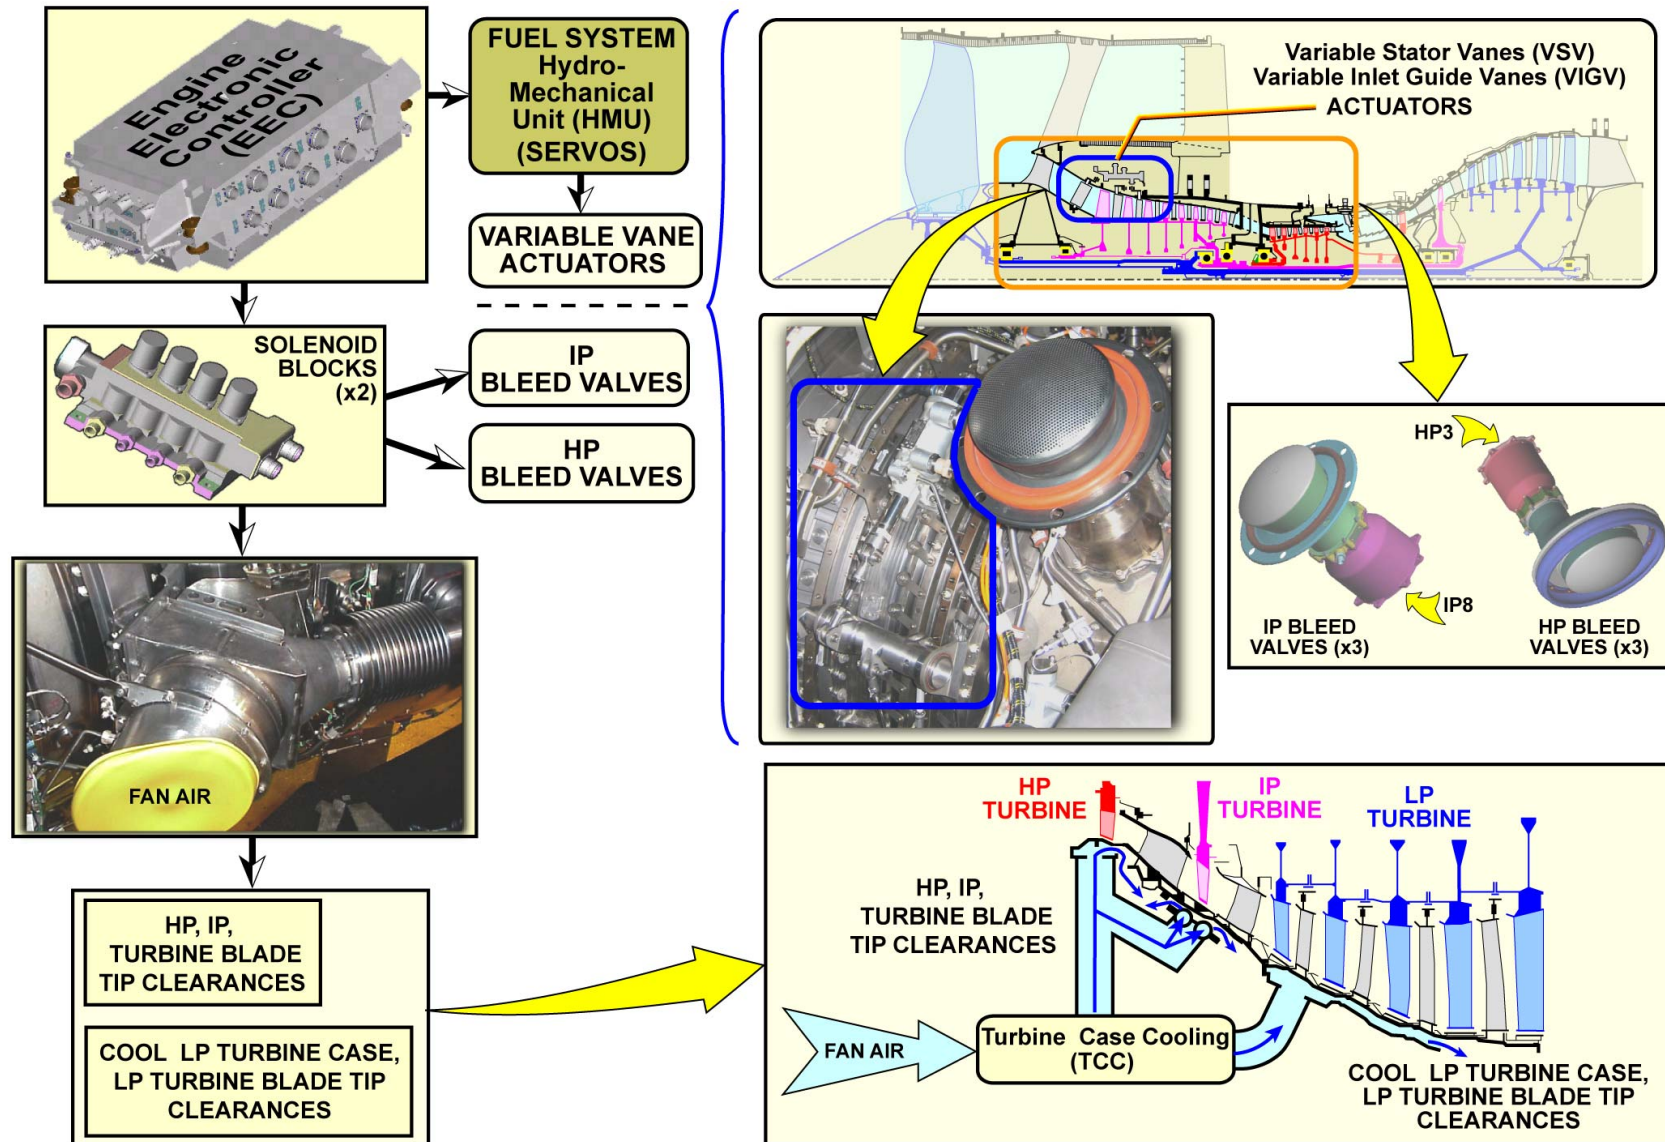 Engine
Electronic
Controller
(EEC)
FUEL SYSTEM
Hydro-
Mechanical
Unit (HMU)
(SERVOS)
VARIABLE VANE
ACTUATORS
SOLENOID
BLOCKS
(x2)
IP
BLEED VALVES
HP
BLEED VALVES
FAN AIR
HP, IP,
TURBINE BLADE
TIP CLEARANCES
COOL LP TURBINE CASE,
LP TURBINE BLADE TIP
CLEARANCES
Variable Stator Vanes (VSV)
Variable Inlet Guide Vanes (VIGV)
ACTUATORS
HP3
IP8
IP BLEED
VALVES (x3)
HP BLEED
VALVES (x3)
HP
TURBINE
IP
TURBINE
LP
TURBINE
HP, IP,
TURBINE BLADE
TIP CLEARANCES
FAN AIR
Turbine Case Cooling
(TCC)
COOL LP TURBINE CASE,
LP TURBINE BLADE TIP
CLEARANCES